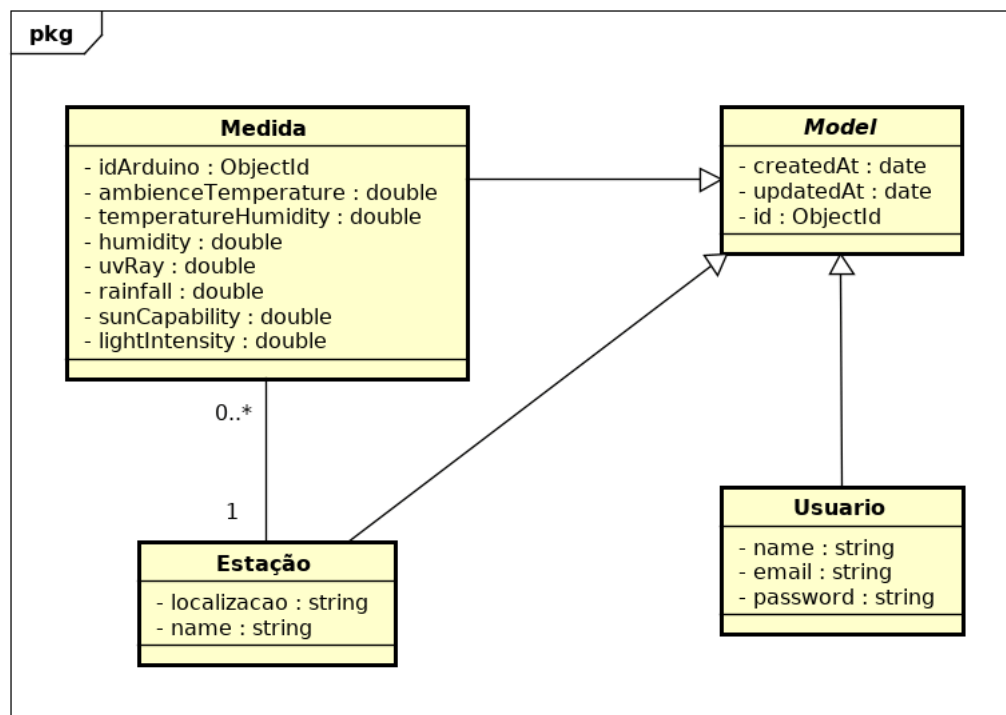 pkg
Medida
- idArduino : ObjectId
- ambienceTemperature : double
- temperatureHumidity : double
- humidity : double
- uvRay : double
- rainfall : double
- sunCapability : double
- lightIntensity : double
Model
- createdAt : date
- updatedAt : date
- id : ObjectId
0..*
1
Estação
- localizacao : string
- name : string
Usuario
- name : string
- email : string
- password : string